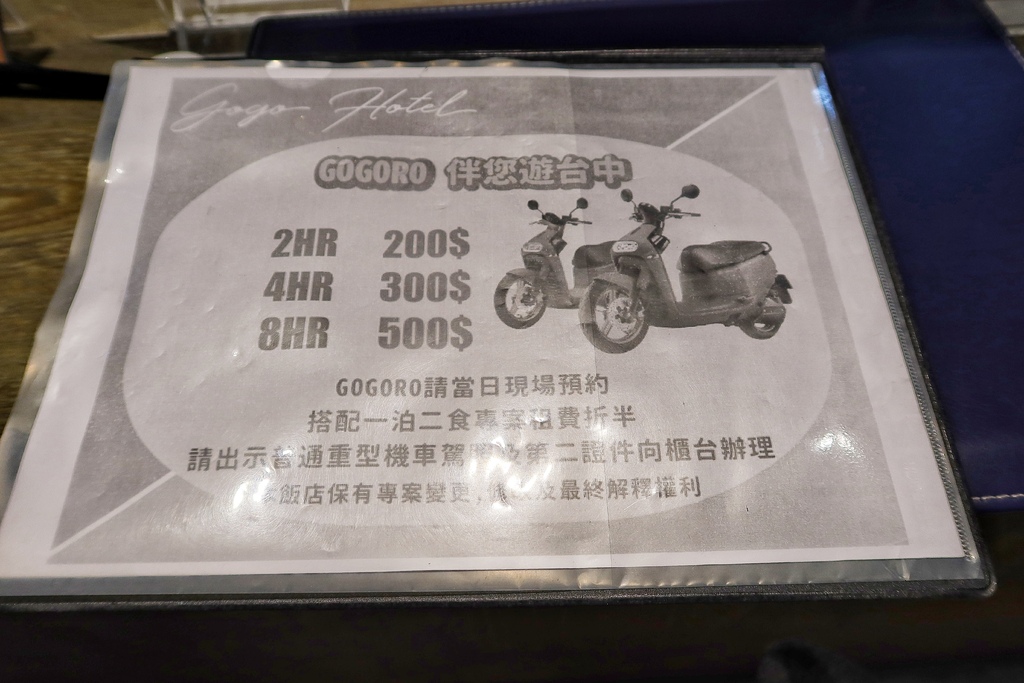 Gogo Hotel
GOGORO 伴您遊台中
2HR 200$
4HR 300$
8HR 500$
GOGORO請當日現場預約
搭配一泊二食專案租費折半
請出示普通重型機車駕照及第二證件向櫃台辦理
飯店保有專案變更,修改及最終解釋權利